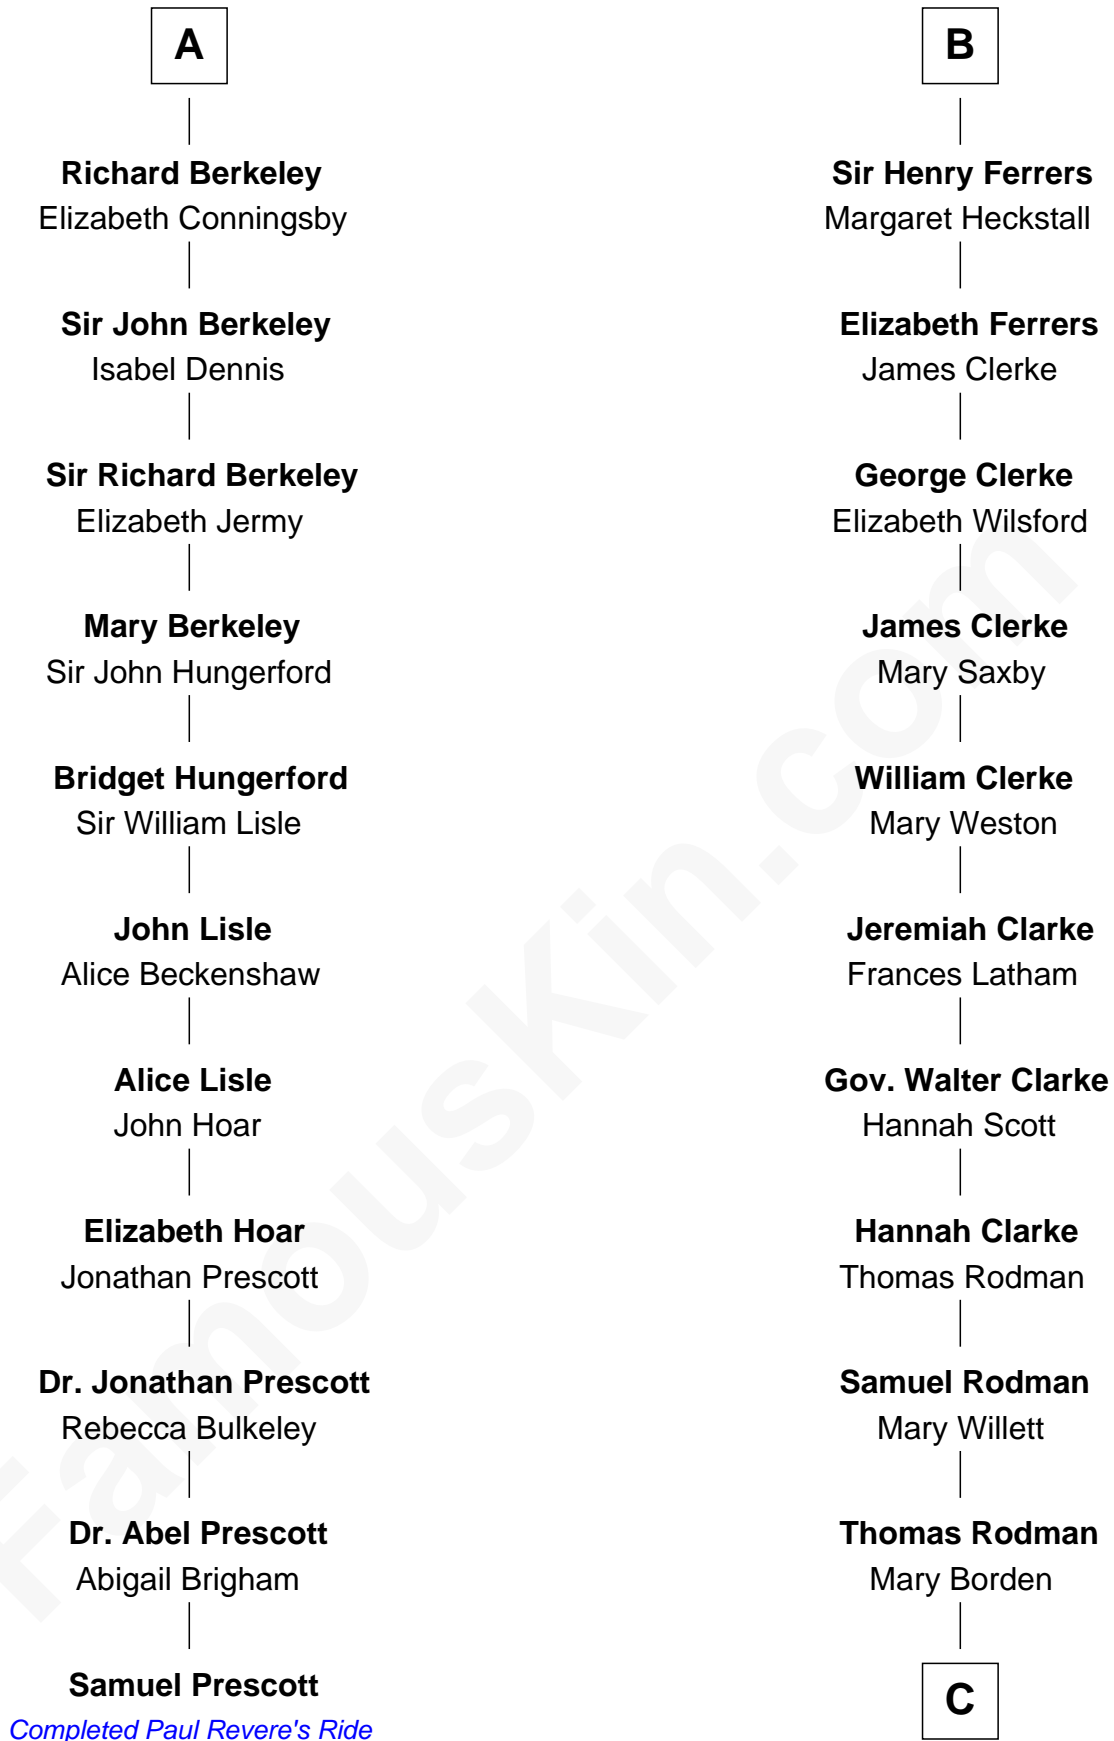 A
Richard Berkeley
Elizabeth Conningsby
Sir John Berkeley
Isabel Dennis
Sir Richard Berkeley
Elizabeth Jermy
Mary Berkeley
Sir John Hungerford
Bridget Hungerford
Sir William Lisle
John Lisle
Alice Beckenshaw
Alice Lisle
John Hoar
Elizabeth Hoar
Jonathan Prescott
Dr. Jonathan Prescott
Rebecca Bulkeley
Dr. Abel Prescott
Abigail Brigham
Samuel Prescott
Completed Paul Revere's Ride
B
Sir Henry Ferrers
Margaret Heckstall
Elizabeth Ferrers
James Clerke
George Clerke
Elizabeth Wilsford
James Clerke
Mary Saxby
William Clerke
Mary Weston
Jeremiah Clarke
Frances Latham
Gov. Walter Clarke
Hannah Scott
Hannah Clarke
Thomas Rodman
Samuel Rodman
Mary Willett
Thomas Rodman
Mary Borden
C
FamousKin.com